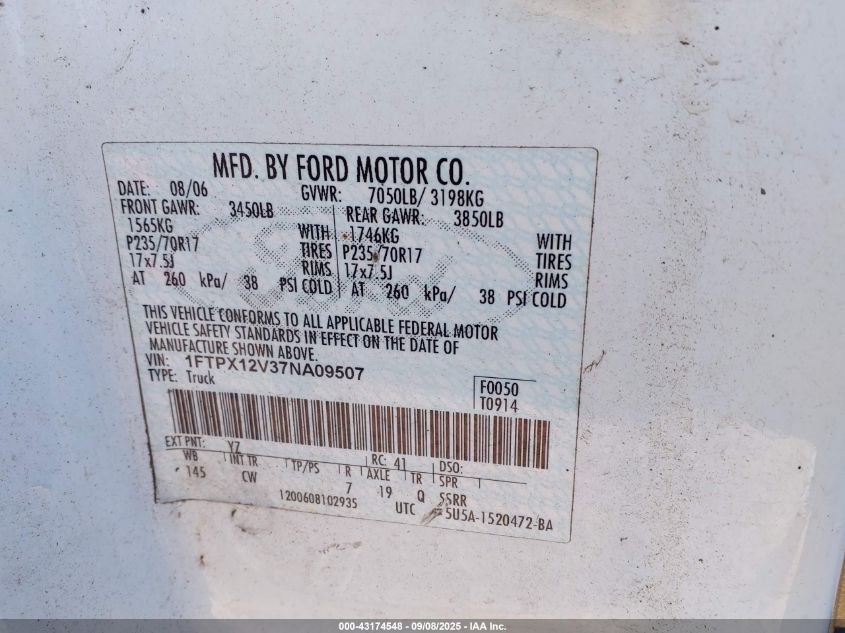 MFD. BY FORD MOTOR CO.
DATE: 08/06 GVWR: 7050LB/ 3198KG
FRONT GAWR: 3450LB REAR GAWR: 3850LB
1565KG WITH 1746KG WITH
P235/70R17 TIRES P235/70R17 TIRES
17x7.5J RIMS 17x7.5J RIMS
AT 260 kPa/ 38 PSI COLD AT 260 kPa/ 38 PSI COLD
THIS VEHICLE CONFORMS TO ALL APPLICABLE FEDERAL MOTOR
VEHICLE SAFETY STANDARDS IN EFFECT ON THE DATE OF
MANUFACTURE SHOWN ABOVE.
VIN: 1FTPX12V37NA09507
TYPE: Truck
F0050
T0914
EXT PNT: YZ RC: 41 DSO:
WB INT TR TP/PS R AXLE TR SPR
145 CW 7 19 Q SSRR
1200608102935 UTC 5U5A-1520472-BA
000-43174548 - 09/08/2025 - IAA Inc.